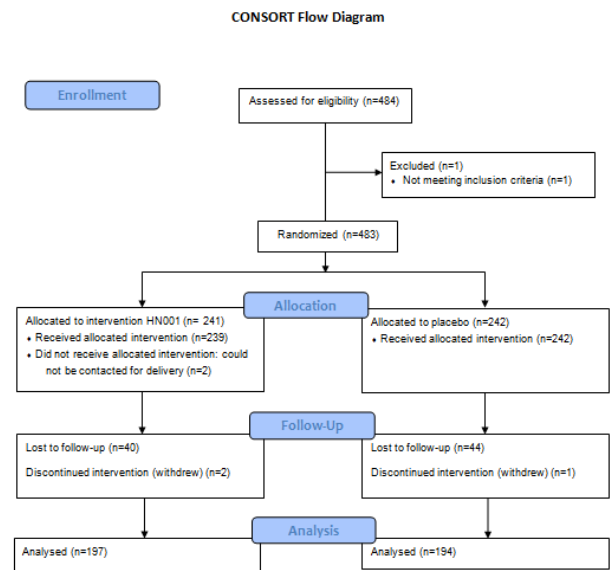 CONSORT Flow Diagram
Enrollment
Assessed for eligibility (n=484)
Excluded (n=1)
♦ Not meeting inclusion criteria (n=1)
Randomized (n=483)
Allocation
Allocated to intervention HN001 (n= 241)
♦ Received allocated intervention (n=239)
♦ Did not receive allocated intervention: could
not be contacted for delivery (n=2)
Allocated to placebo (n=242)
♦ Received allocated intervention (n=242)
Follow-Up
Lost to follow-up (n=40)
Discontinued intervention (withdrew) (n=2)
Lost to follow-up (n=44)
Discontinued intervention (withdrew) (n=1)
Analysis
Analysed (n=197)
Analysed (n=194)